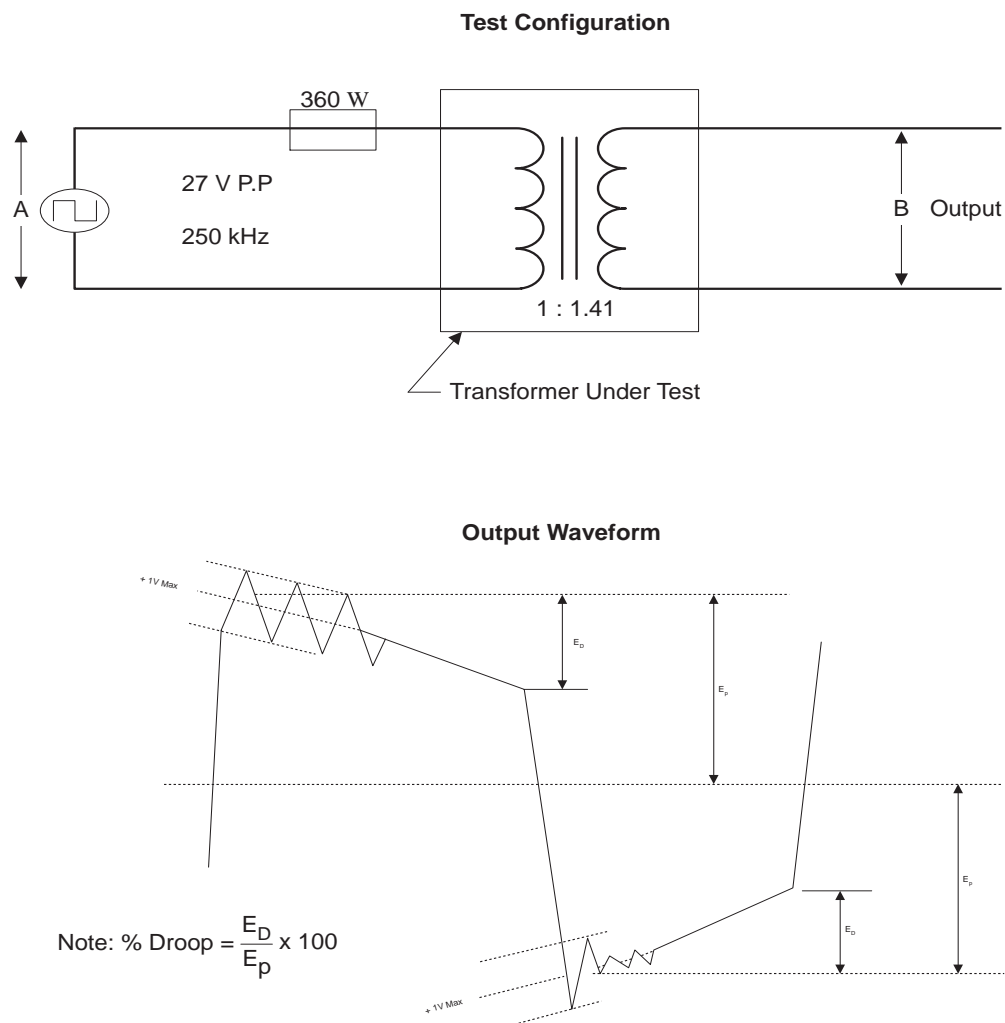 Test Configuration
360 W
A
27 V P.P
250 kHz
B Output
1 : 1.41
Transformer Under Test
Output Waveform
+ 1V Max
E_D
E_p
E_p
E_D
Note: % Droop = E_D / E_p x 100
+ 1V Max